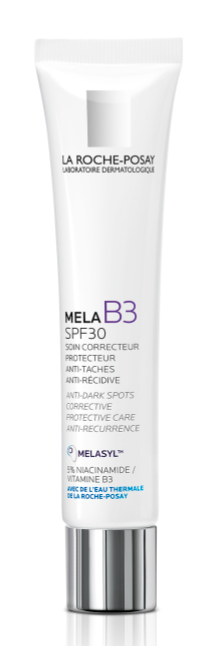 LA ROCHE-POSAY
LABORATOIRE DERMATOLOGIQUE
MELA B3
SPF30
SOIN CORRECTEUR
PROTECTEUR
ANTI-TACHES
ANTI-RÉCIDIVE
ANTI-DARK SPOTS
CORRECTIVE
PROTECTIVE CARE
ANTI-RECURRENCE
MELASYL™
5% NIACINAMIDE /
VITAMINE B3
AVEC DE L'EAU THERMALE
DE LA ROCHE-POSAY